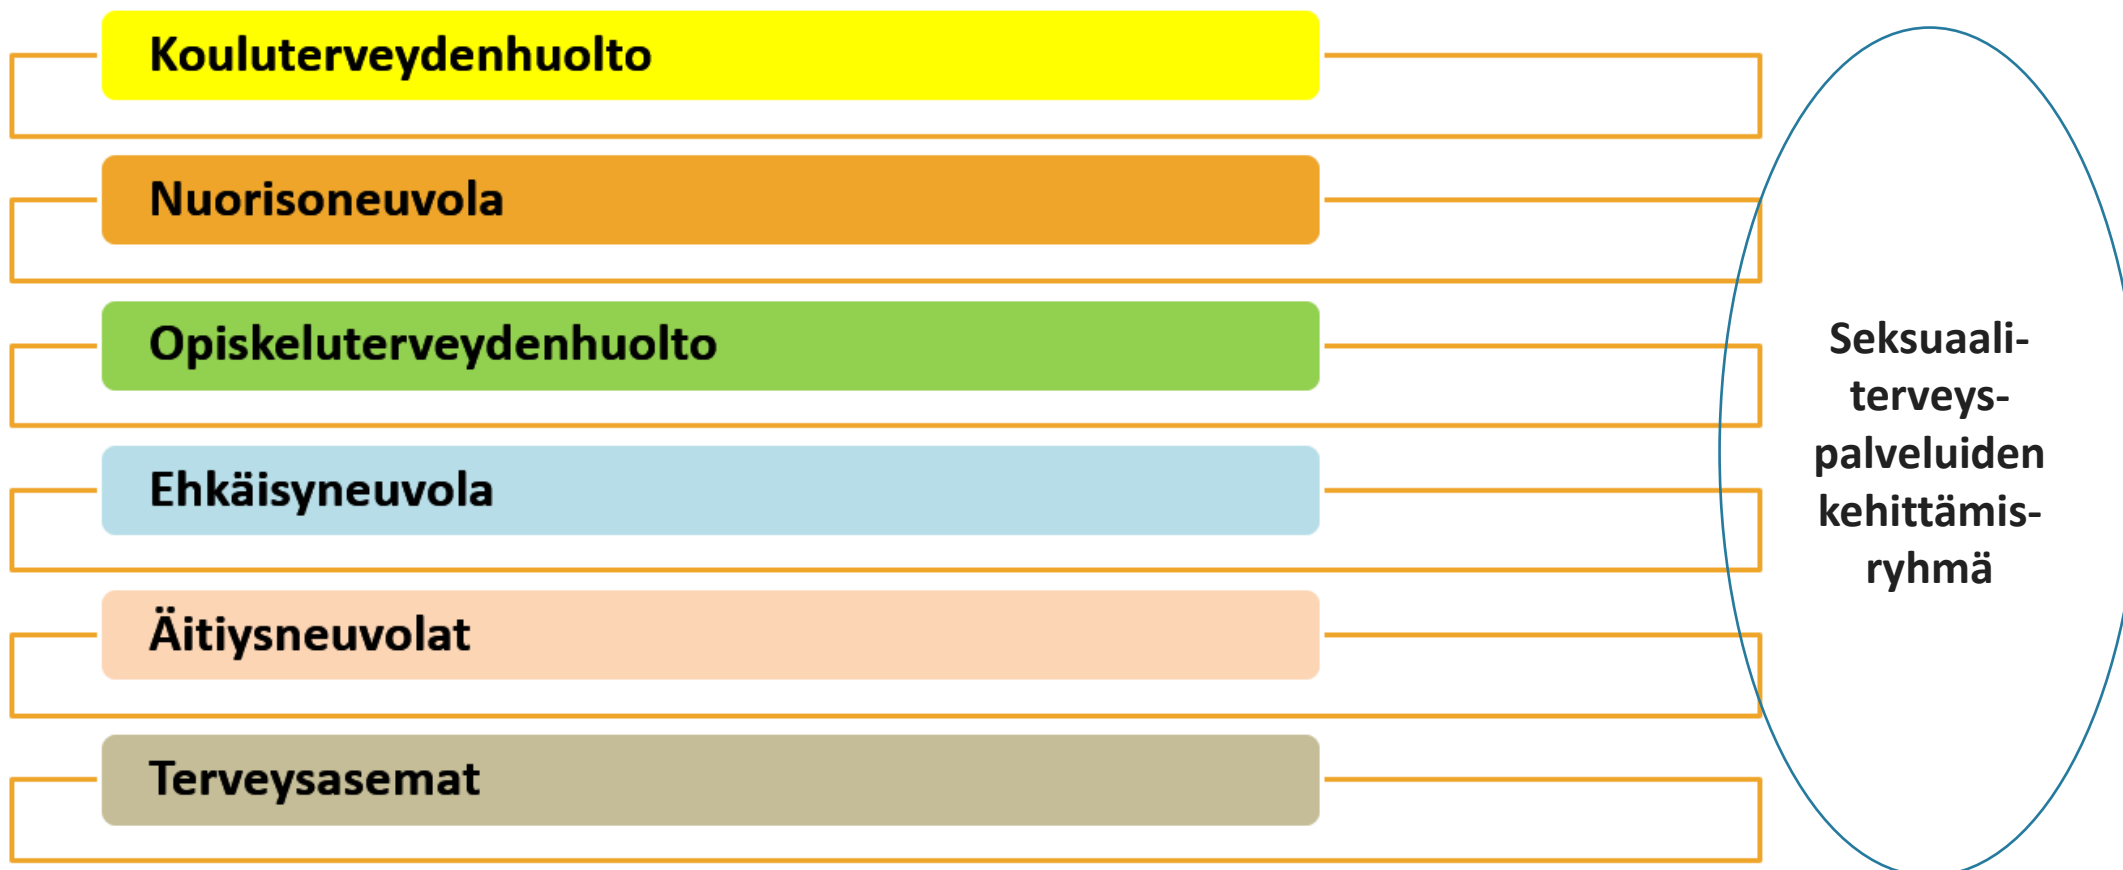 Kouluterveydenhuolto
Nuorisoneuvola
Opiskeluterveydenhuolto
Ehkäisyneuvola
Äitiysneuvolat
Terveysasemat
Seksuaali-
terveys-
palveluiden
kehittämis-
ryhmä